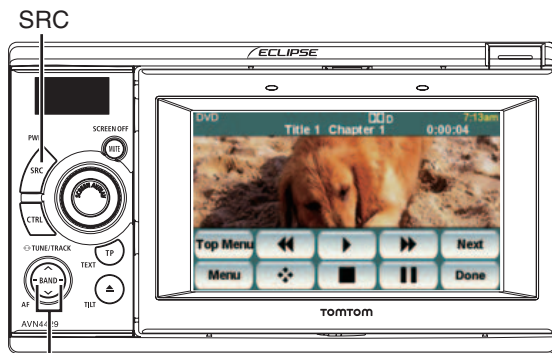 SRC
ECLIPSE
PWR
SCREEN OFF
MUTE
SRC
CTRL
TUNE/TRACK
TP
TEXT
BAND
AF
TILT
AVN4429
DVD
D
7:13am
Title 1 Chapter 1
0:00:04
Top Menu
Next
Menu
Done
TOMTOM